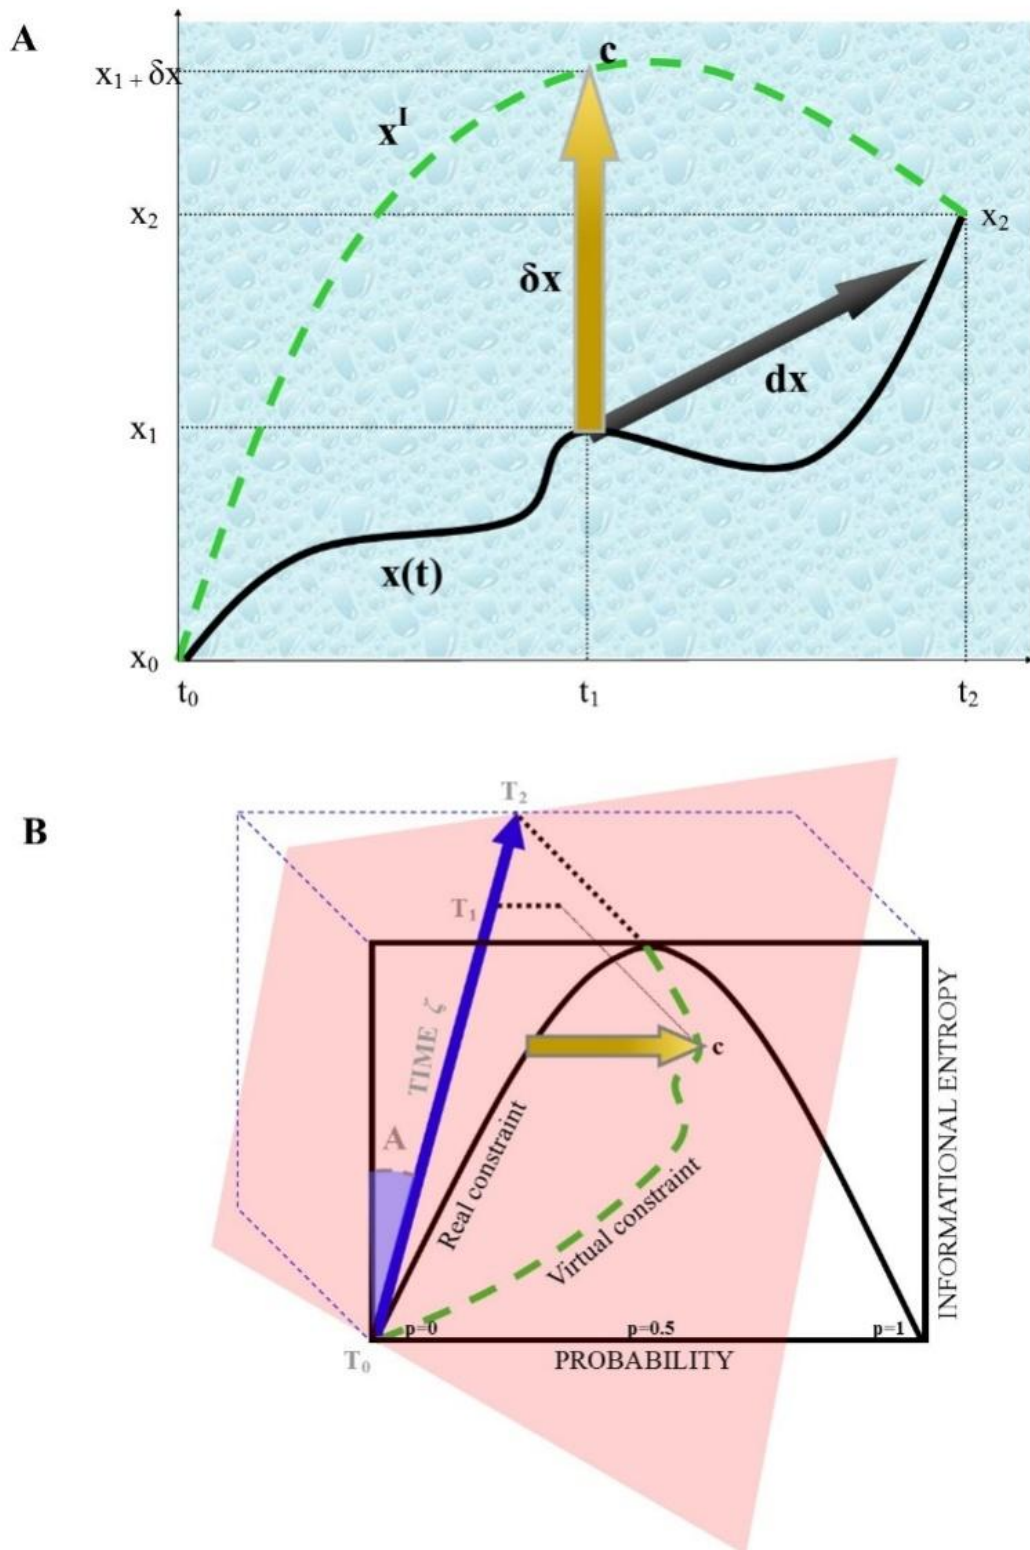 A
x₁ + δx
c
xᴵ
x₂
x₂
δx
dx
x₁
x(t)
x₀
t₀
t₁
t₂
B
T₂
T₁
TIME ζ
c
A
Real constraint
Virtual constraint
INFORMATIONAL ENTROPY
p=0
p=0.5
p=1
T₀
PROBABILITY